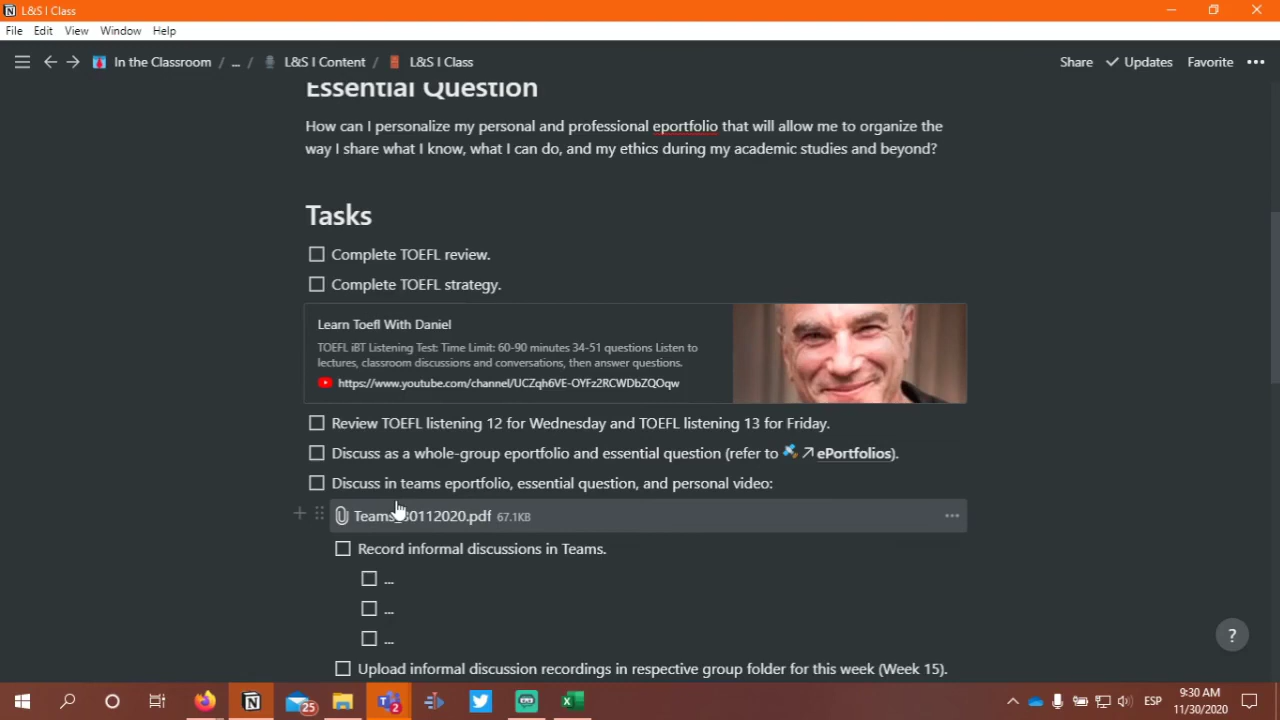 L&S I Class
File Edit View Window Help
In the Classroom / ... / L&S I Content / L&S I Class
Share Updates Favorite
Essential Question
How can I personalize my personal and professional eportfolio that will allow me to organize the
way I share what I know, what I can do, and my ethics during my academic studies and beyond?
Tasks
Complete TOEFL review.
Complete TOEFL strategy.
Learn Toefl With Daniel
TOEFL iBT Listening Test: Time Limit: 60-90 minutes 34-51 questions Listen to
lectures, classroom discussions and conversations, then answer questions.
https://www.youtube.com/channel/UCZqh6VE-OYFz2RCWDbZQOqw
Review TOEFL listening 12 for Wednesday and TOEFL listening 13 for Friday.
Discuss as a whole-group eportfolio and essential question (refer to ePortfolios).
Discuss in teams eportfolio, essential question, and personal video:
Teams_30112020.pdf 67.1KB
Record informal discussions in Teams.
...
...
...
Upload informal discussion recordings in respective group folder for this week (Week 15).
?
25
2
ESP
9:30 AM
11/30/2020